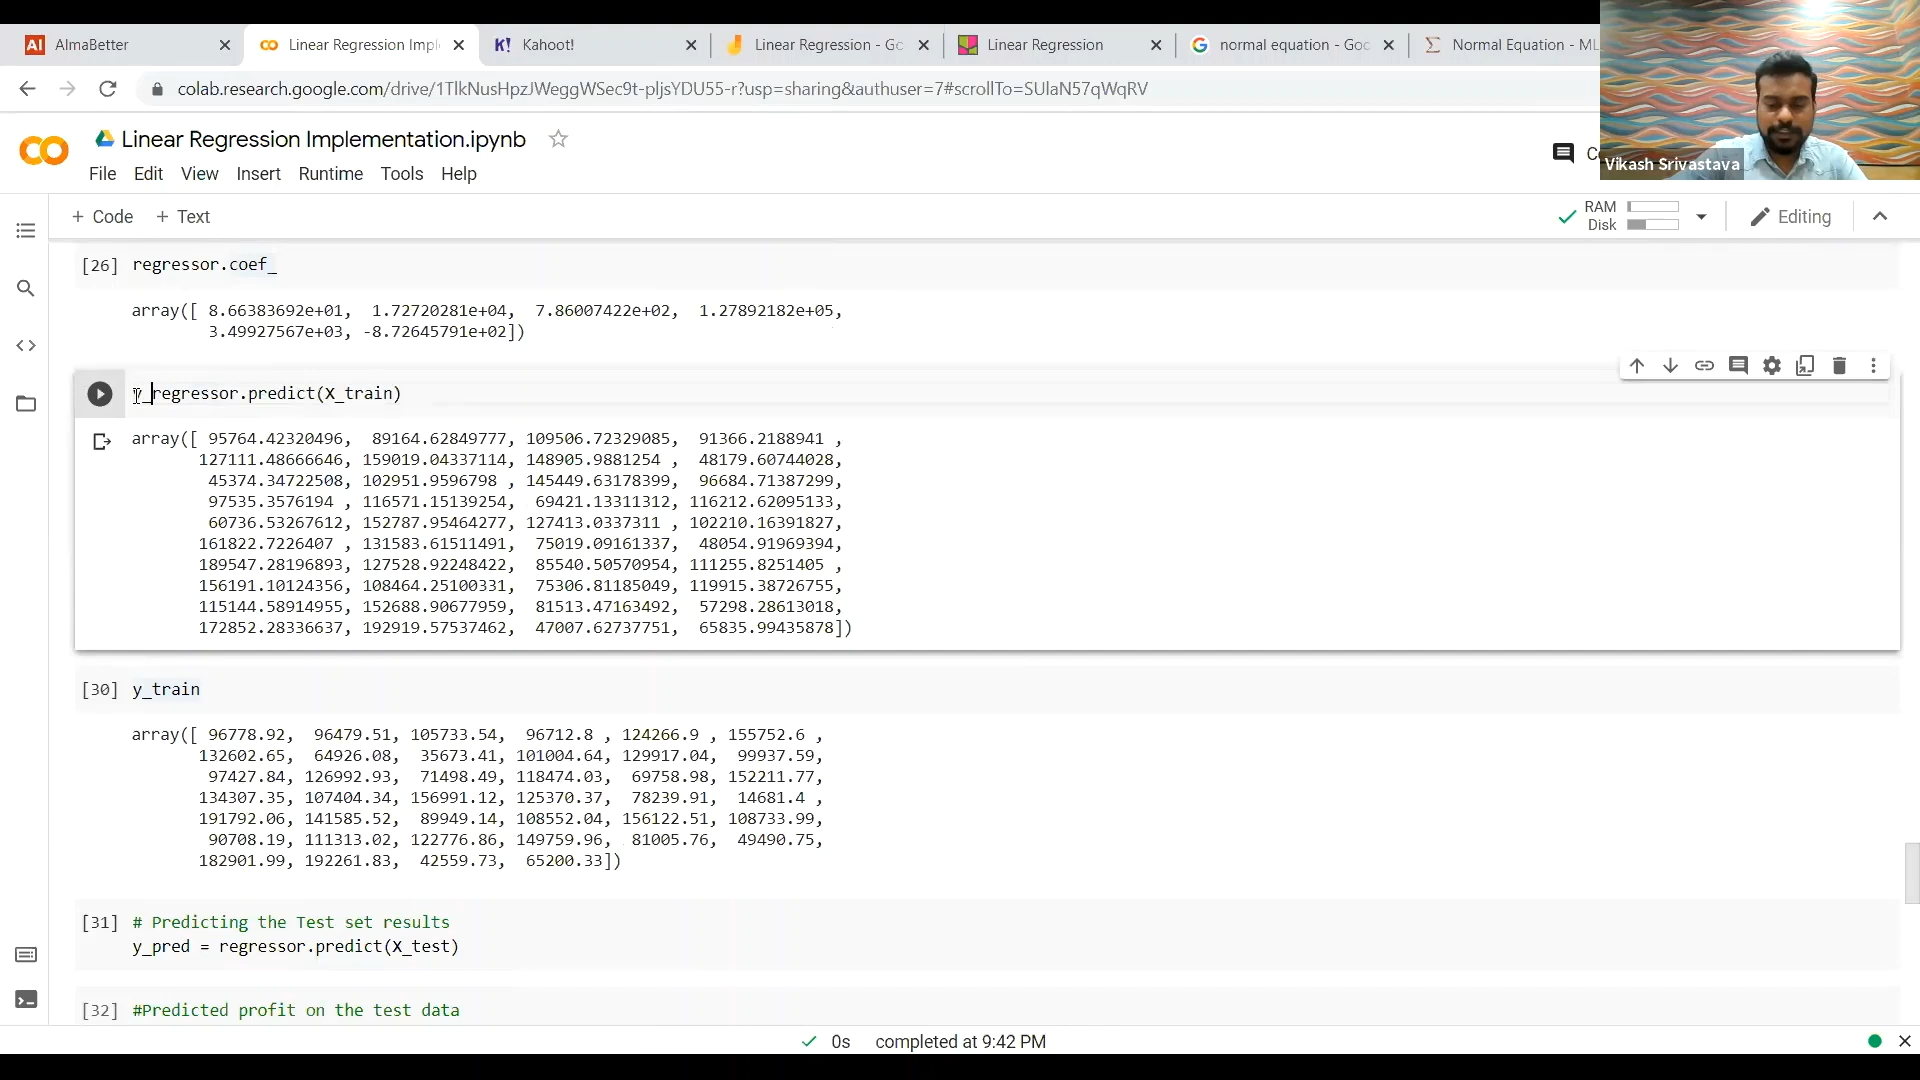 AlmaBetter
Linear Regression Impl
Kahoot!
Linear Regression - Goo
Linear Regression
normal equation - Goo
Normal Equation - ML
colab.research.google.com/drive/1TlkNusHpzJWeggWSec9t-pljsYDU55-r?usp=sharing&authuser=7#scrollTo=SUlaN57qWqRV
Linear Regression Implementation.ipynb
File Edit View Insert Runtime Tools Help
Vikash Srivastava
+ Code + Text
RAM
Disk
Editing
[26] regressor.coef_
array([ 8.66383692e+01, 1.72720281e+04, 7.86007422e+02, 1.27892182e+05,
3.49927567e+03, -8.72645791e+02])
y_regressor.predict(X_train)
array([ 95764.42320496, 89164.62849777, 109506.72329085, 91366.2188941 ,
127111.48666646, 159019.04337114, 148905.9881254 , 48179.60744028,
45374.34722508, 102951.9596798 , 145449.63178399, 96684.71387299,
97535.3576194 , 116571.15139254, 69421.13311312, 116212.62095133,
60736.53267612, 152787.95464277, 127413.0337311 , 102210.16391827,
161822.7226407 , 131583.61511491, 75019.09161337, 48054.91969394,
189547.28196893, 127528.92248422, 85540.50570954, 111255.8251405 ,
156191.10124356, 108464.25100331, 75306.81185049, 119915.38726755,
115144.58914955, 152688.90677959, 81513.47163492, 57298.28613018,
172852.28336637, 192919.57537462, 47007.62737751, 65835.99435878])
[30] y_train
array([ 96778.92, 96479.51, 105733.54, 96712.8 , 124266.9 , 155752.6 ,
132602.65, 64926.08, 35673.41, 101004.64, 129917.04, 99937.59,
97427.84, 126992.93, 71498.49, 118474.03, 69758.98, 152211.77,
134307.35, 107404.34, 156991.12, 125370.37, 78239.91, 14681.4 ,
191792.06, 141585.52, 89949.14, 108552.04, 156122.51, 108733.99,
90708.19, 111313.02, 122776.86, 149759.96, 81005.76, 49490.75,
182901.99, 192261.83, 42559.73, 65200.33])
[31] # Predicting the Test set results
y_pred = regressor.predict(X_test)
[32] #Predicted profit on the test data
0s completed at 9:42 PM